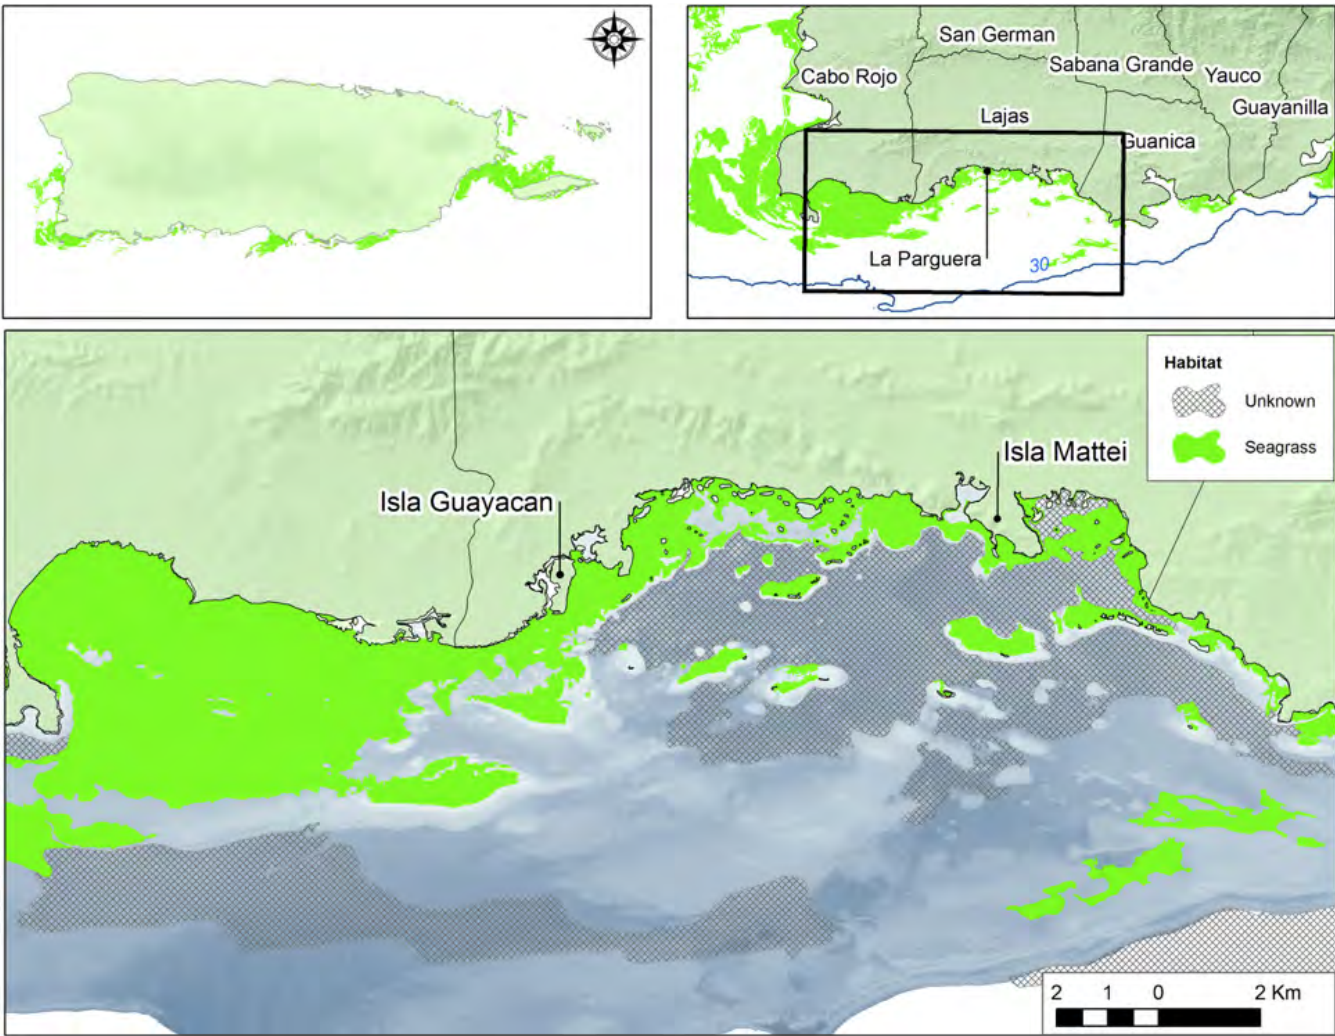 San German
Sabana Grande
Cabo Rojo
Yauco
Guayanilla
Lajas
Guanica
La Parguera
30
Habitat
Unknown
Seagrass
Isla Mattei
Isla Guayacan
2 1 0 2 Km